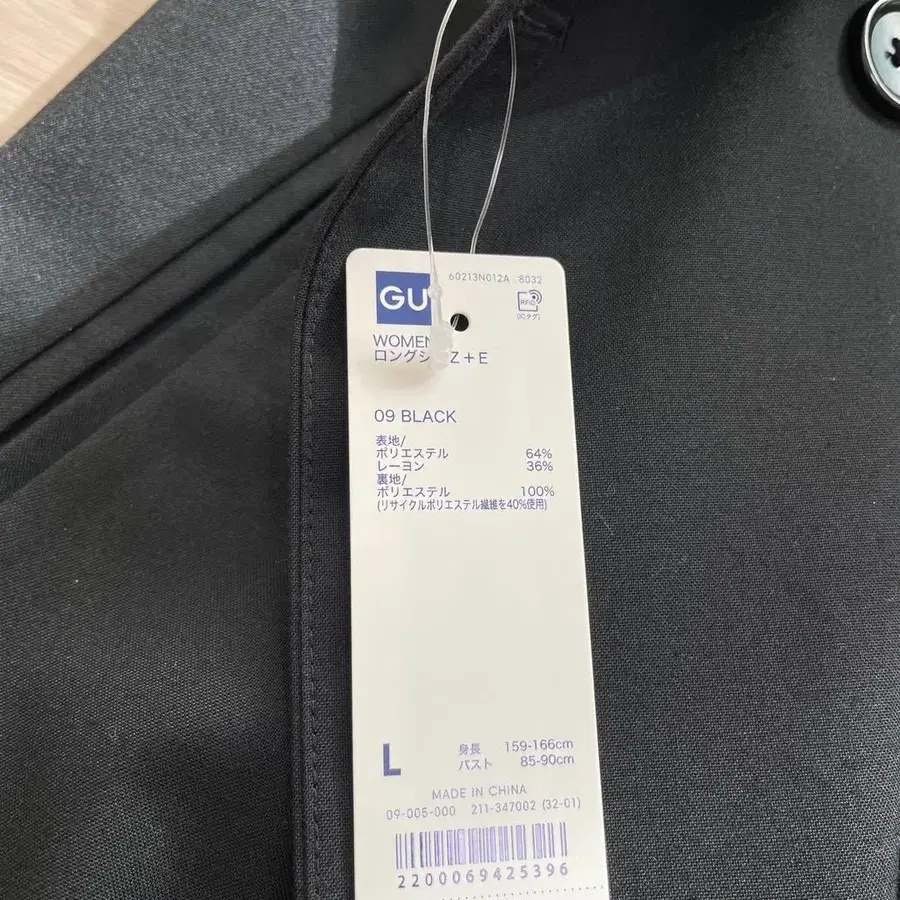 GU
60213N012A 8032
RFID
(ICタグ)
WOMEN
ロングシ Z+E
09 BLACK
表地/
ポリエステル 64%
レーヨン 36%
裏地/
ポリエステル 100%
(リサイクルポリエステル繊維を40%使用)
L
身長 159-166cm
バスト 85-90cm
MADE IN CHINA
09-005-000 211-347002 (32-01)
2200069425396